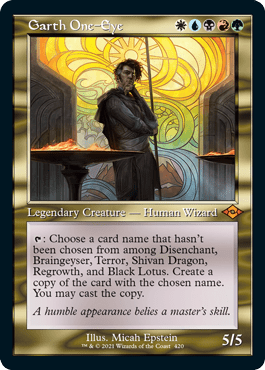 Garth One-Eye
Legendary Creature — Human Wizard
: Choose a card name that hasn't
been chosen from among Disenchant,
Braingeyser, Terror, Shivan Dragon,
Regrowth, and Black Lotus. Create a
copy of the card with the chosen name.
You may cast the copy.
A humble appearance belies a master's skill.
Illus. Micah Epstein
™ & © 2021 Wizards of the Coast 420
5/5